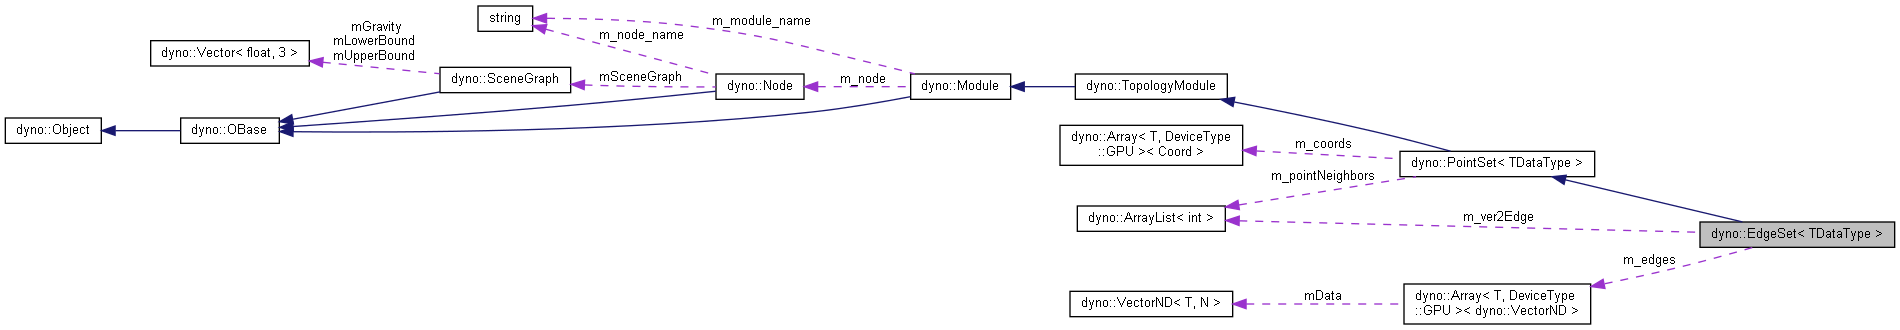 string
m_module_name
mGravity
mLowerBound
mUpperBound
m_node_name
dyno::Vector< float, 3 >
dyno::SceneGraph
mSceneGraph
dyno::Node
m_node
dyno::Module
dyno::TopologyModule
dyno::Object
dyno::OBase
dyno::Array< T, DeviceType
::GPU >< Coord >
m_coords
dyno::PointSet< TDataType >
m_pointNeighbors
dyno::ArrayList< int >
m_ver2Edge
dyno::EdgeSet< TDataType >
m_edges
dyno::VectorND< T, N >
mData
dyno::Array< T, DeviceType
::GPU >< dyno::VectorND >